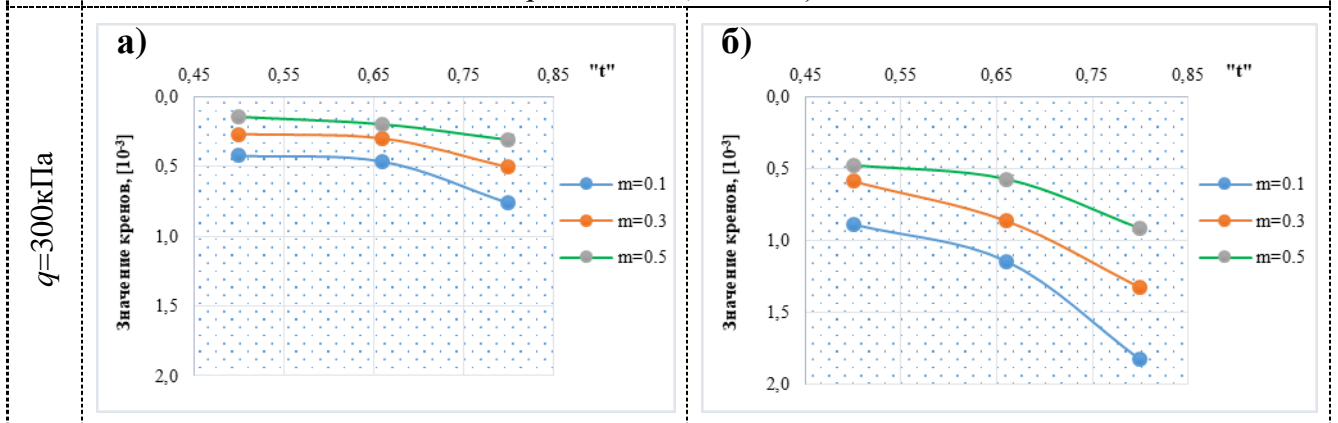 q=300кПа
а)
0,45 0,55 0,65 0,75 0,85 "t"
0,0
0,5
1,0
1,5
2,0
Значение кренов, [10⁻³]
m=0.1
m=0.3
m=0.5
б)
0,45 0,55 0,65 0,75 0,85 "t"
0,0
0,5
1,0
1,5
2,0
Значение кренов, [10⁻³]
m=0.1
m=0.3
m=0.5